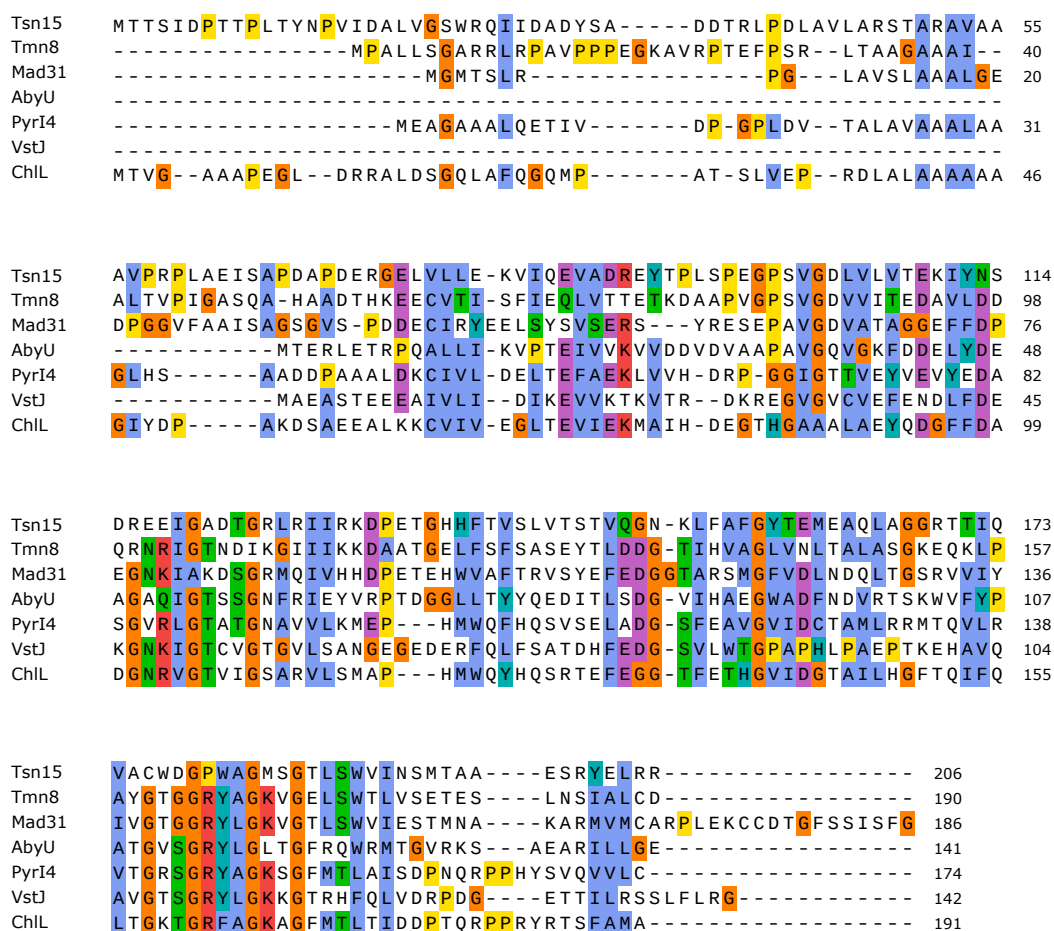 Tsn15 MTTSIDPTTPLTYNPVIDALVGSWRQIIDADYSA-----DDTRLPDLAVLARSTARAVAA 55
Tmn8 ----------------MPALLSGARRLRPAVPPPEGKAVRPTEFPSR--LTAAGAAAI-- 40
Mad31 ---------------------MGMTSLR----------------PG---LAVSLAAALGE 20
AbyU ------------------------------------------------------------
PyrI4 -------------------MEAGAAALQETIV-------DP-GPLDV--TALAVAAALAA 31
VstJ ------------------------------------------------------------
ChlL MTVG--AAAPEGL--DRRALDSGQLAFQGQMP-------AT-SLVEP--RDLALAAAAAA 46
Tsn15 AVPRPLAEISAPDAPDERGELVLLE-KVIQEVADREYTPLSPEGPSVGDLVLVTEKIYNS 114
Tmn8 ALTVPIGASQA-HAADTHKEECVTI-SFIEQLVTTETKDAAPVGPSVGDVVITEDAVLDD 98
Mad31 DPGGVFAAISAGSGVS-PDDECIRYEELSYSVSERS---YRESEPAVGDVATAGGEFFDP 76
AbyU -----------MTERLETRPQALLI-KVPTEIVVKVVDDVDVAAPAVGQVGKFDDELYDE 48
PyrI4 GLHS------AADDPAAALDKCIVL-DELTEFAEKLVVH-DRP-GGIGTTVEYVEVYEDA 82
VstJ -----------MAEASTEEEAIVLI--DIKEVVKTKVTR--DKREGVGVCVEFENDLFDE 45
ChlL GIYDP-----AKDSAEEALKKCVIV-EGLTEVIEKMAIH-DEGTHGAAALAEYQDGFFDA 99
Tsn15 DREEIGADTGRLRIIRKDPETGHHFTVSLVTSTVQGN-KLFAFGYTEMEAQLAGGRTTIQ 173
Tmn8 QRNRIGTNDIKGIIIKKDAATGELFSFSASEYTLDDG-TIHVAGLVNLTALASGKEQKLP 157
Mad31 EGNKIAKDSGRMQIVHHDPETEHWVAFTRVSYEFEDGGTARSMGFVDLNDQLTGSRVVIY 136
AbyU AGAQIGTSSGNFRIEYVRPTDGGLLTYYQEDITLSDG-VIHAEGWADFNDVRTSKWVFYP 107
PyrI4 SGVRLGTATGNAVVLKMEP---HMWQFHQSVSELADG-SFEAVGVIDCTAMLRRMTQVLR 138
VstJ KGNKIGTCVGTGVLSANGEGEDERFQLFSATDHFEDG-SVLWTGPAPHLPAEPTKEHAVQ 104
ChlL DGNRVGTVIGSARVLSMAP---HMWQYHQSRTEFEGG-TFETHGVIDGTAILHGFTQIFQ 155
Tsn15 VACWDGPWAGMSGTLSWVINSMTAA----ESRYELRR----------------- 206
Tmn8 AYGTGGRYAGKVGELSWTLVSETES----LNSIALCD----------------- 190
Mad31 IVGTGGRYLGKVGTLSWVIESTMNA----KARMVMCARPLEKCCDTGFSSISFG 186
AbyU ATGVSGRYLGLTGFRQWRMTGVRKS---AEARILLGE----------------- 141
PyrI4 VTGRSGRYAGKSGFMTLAISDPNQRPPHYSVQVVLC------------------ 174
VstJ AVGTSGRYLGKKGTRHFQLVDRPDG----ETTILRSSLFLRG------------ 142
ChlL LTGKTGRFAGKAGFMTLTIDDPTQRPPRYRTSFAMA------------------ 191